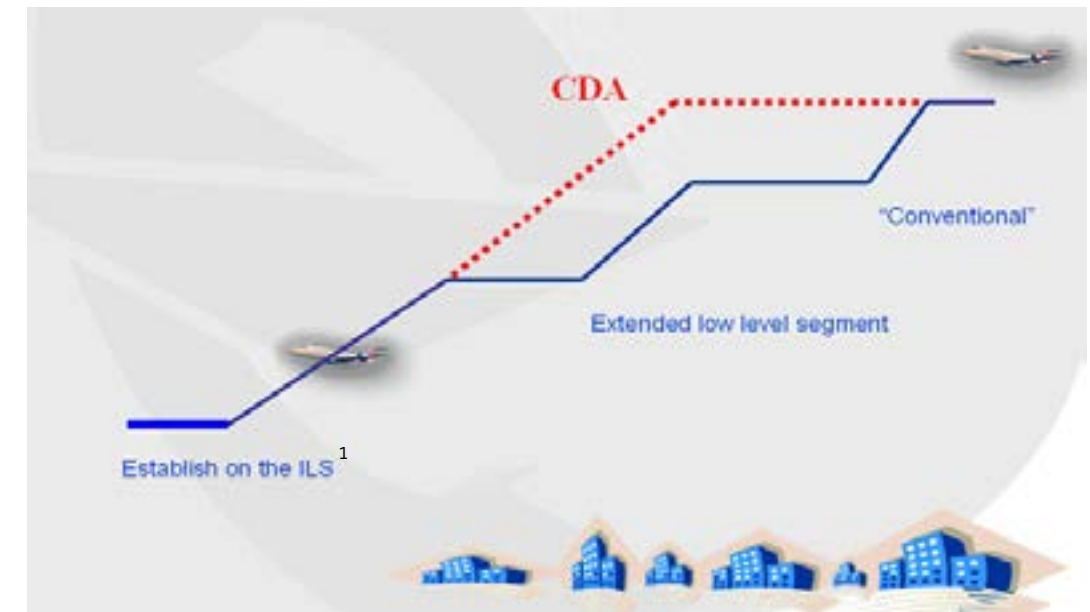 CDA
“Conventional”
Extended low level segment
Establish on the ILS 1